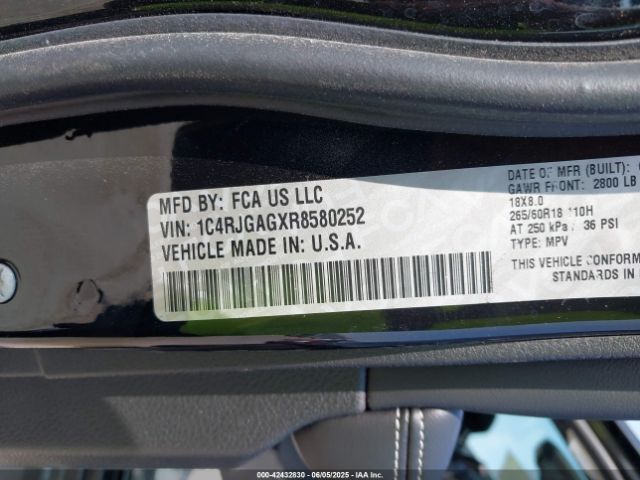 MFD BY: FCA US LLC
VIN: 1C4RJGAGXR8580252
VEHICLE MADE IN: U.S.A.
DATE OF MFR (BUILT):
GAWR FRONT: 2800 LB
18X8.0
265/60R18 110H
AT 250 kPa / 36 PSI
TYPE: MPV
THIS VEHICLE CONFORM
STANDARDS IN
000-42432830 - 06/05/2025 - IAA Inc.